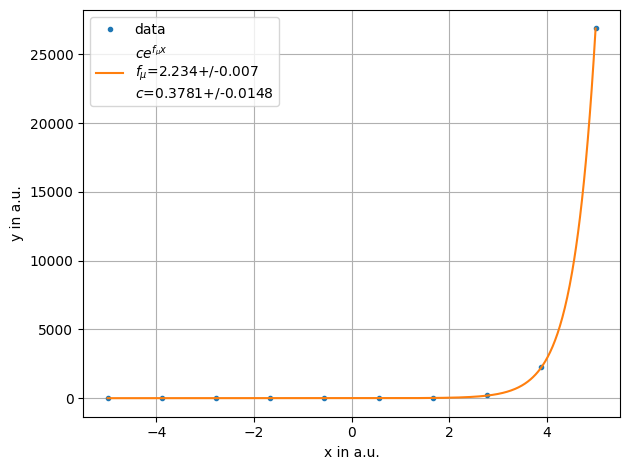 data
ce^{f_μ x}
f_μ=2.234+/-0.007
c=0.3781+/-0.0148
25000
20000
15000
10000
5000
0
y in a.u.
−4
−2
0
2
4
x in a.u.